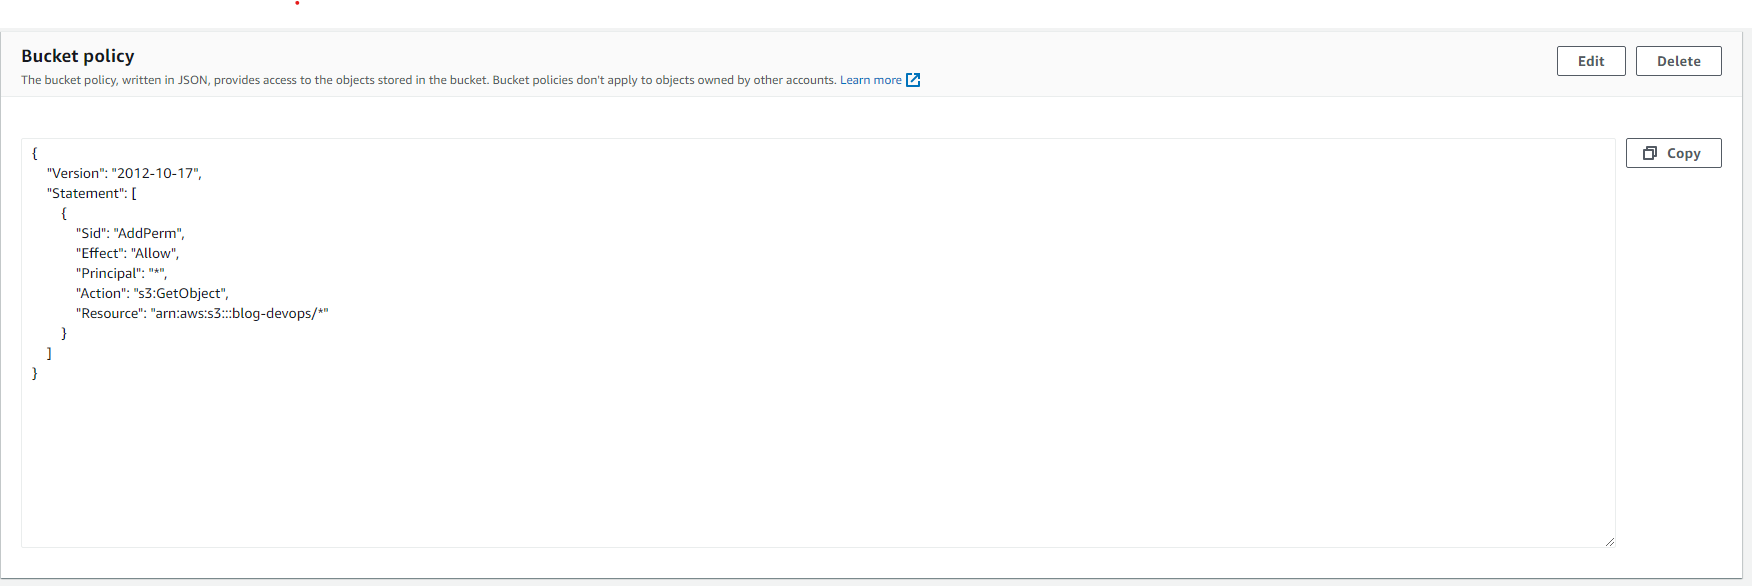 Bucket policy
Edit
Delete
The bucket policy, written in JSON, provides access to the objects stored in the bucket. Bucket policies don't apply to objects owned by other accounts. Learn more
{
"Version": "2012-10-17",
"Statement": [
{
"Sid": "AddPerm",
"Effect": "Allow",
"Principal": "*",
"Action": "s3:GetObject",
"Resource": "arn:aws:s3:::blog-devops/*"
}
]
}
Copy